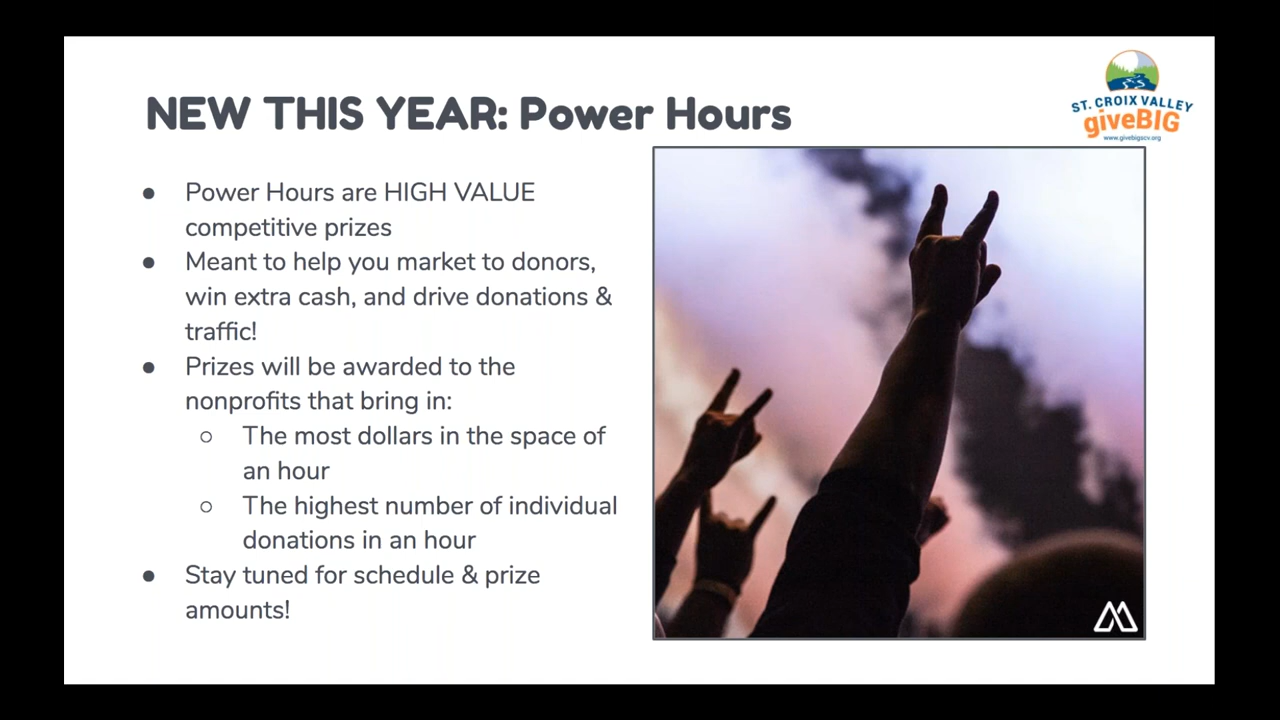 NEW THIS YEAR: Power Hours
ST. CROIX VALLEY
giveBIG
www.givebigscv.org
● Power Hours are HIGH VALUE
competitive prizes
● Meant to help you market to donors,
win extra cash, and drive donations &
traffic!
● Prizes will be awarded to the
nonprofits that bring in:
○ The most dollars in the space of
an hour
○ The highest number of individual
donations in an hour
● Stay tuned for schedule & prize
amounts!